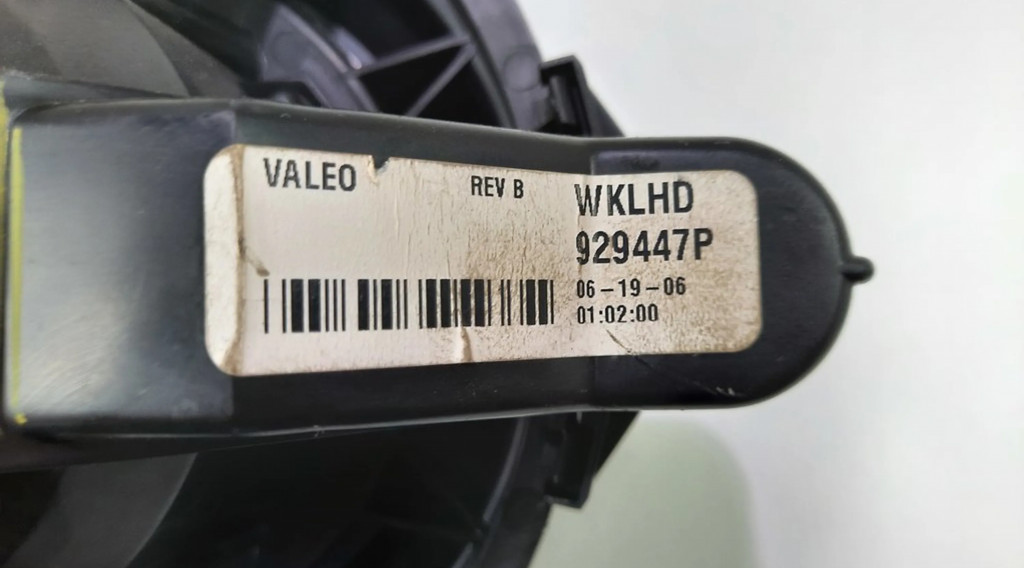 VALEO
REV B
WKLHD
929447P
06-19-06
01:02:00